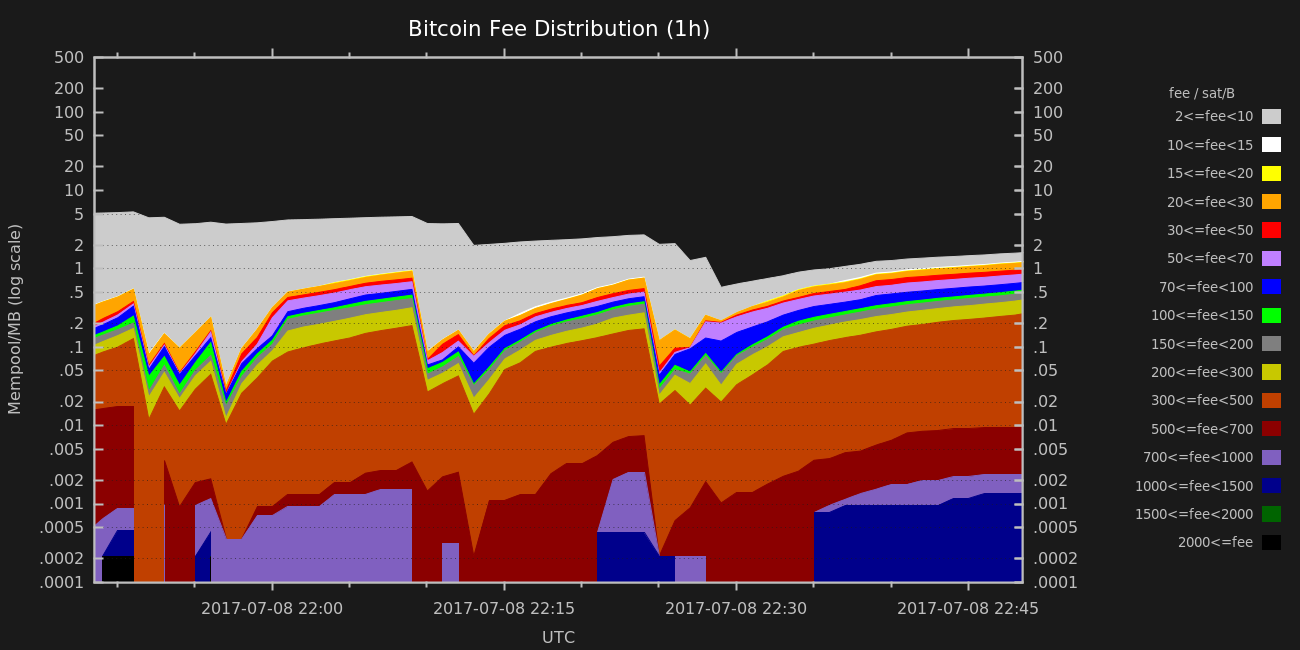 Bitcoin Fee Distribution (1h)
500 500
200 200
100 100
50 50
20 20
10 10
5 5
2 2
1 1
.5 .5
.2 .2
.1 .1
.05 .05
.02 .02
.01 .01
.005 .005
.002 .002
.001 .001
.0005 .0005
.0002 .0002
.0001 .0001
Mempool/MB (log scale)
2017-07-08 22:00 2017-07-08 22:15 2017-07-08 22:30 2017-07-08 22:45
UTC
fee / sat/B
2<=fee<10
10<=fee<15
15<=fee<20
20<=fee<30
30<=fee<50
50<=fee<70
70<=fee<100
100<=fee<150
150<=fee<200
200<=fee<300
300<=fee<500
500<=fee<700
700<=fee<1000
1000<=fee<1500
1500<=fee<2000
2000<=fee